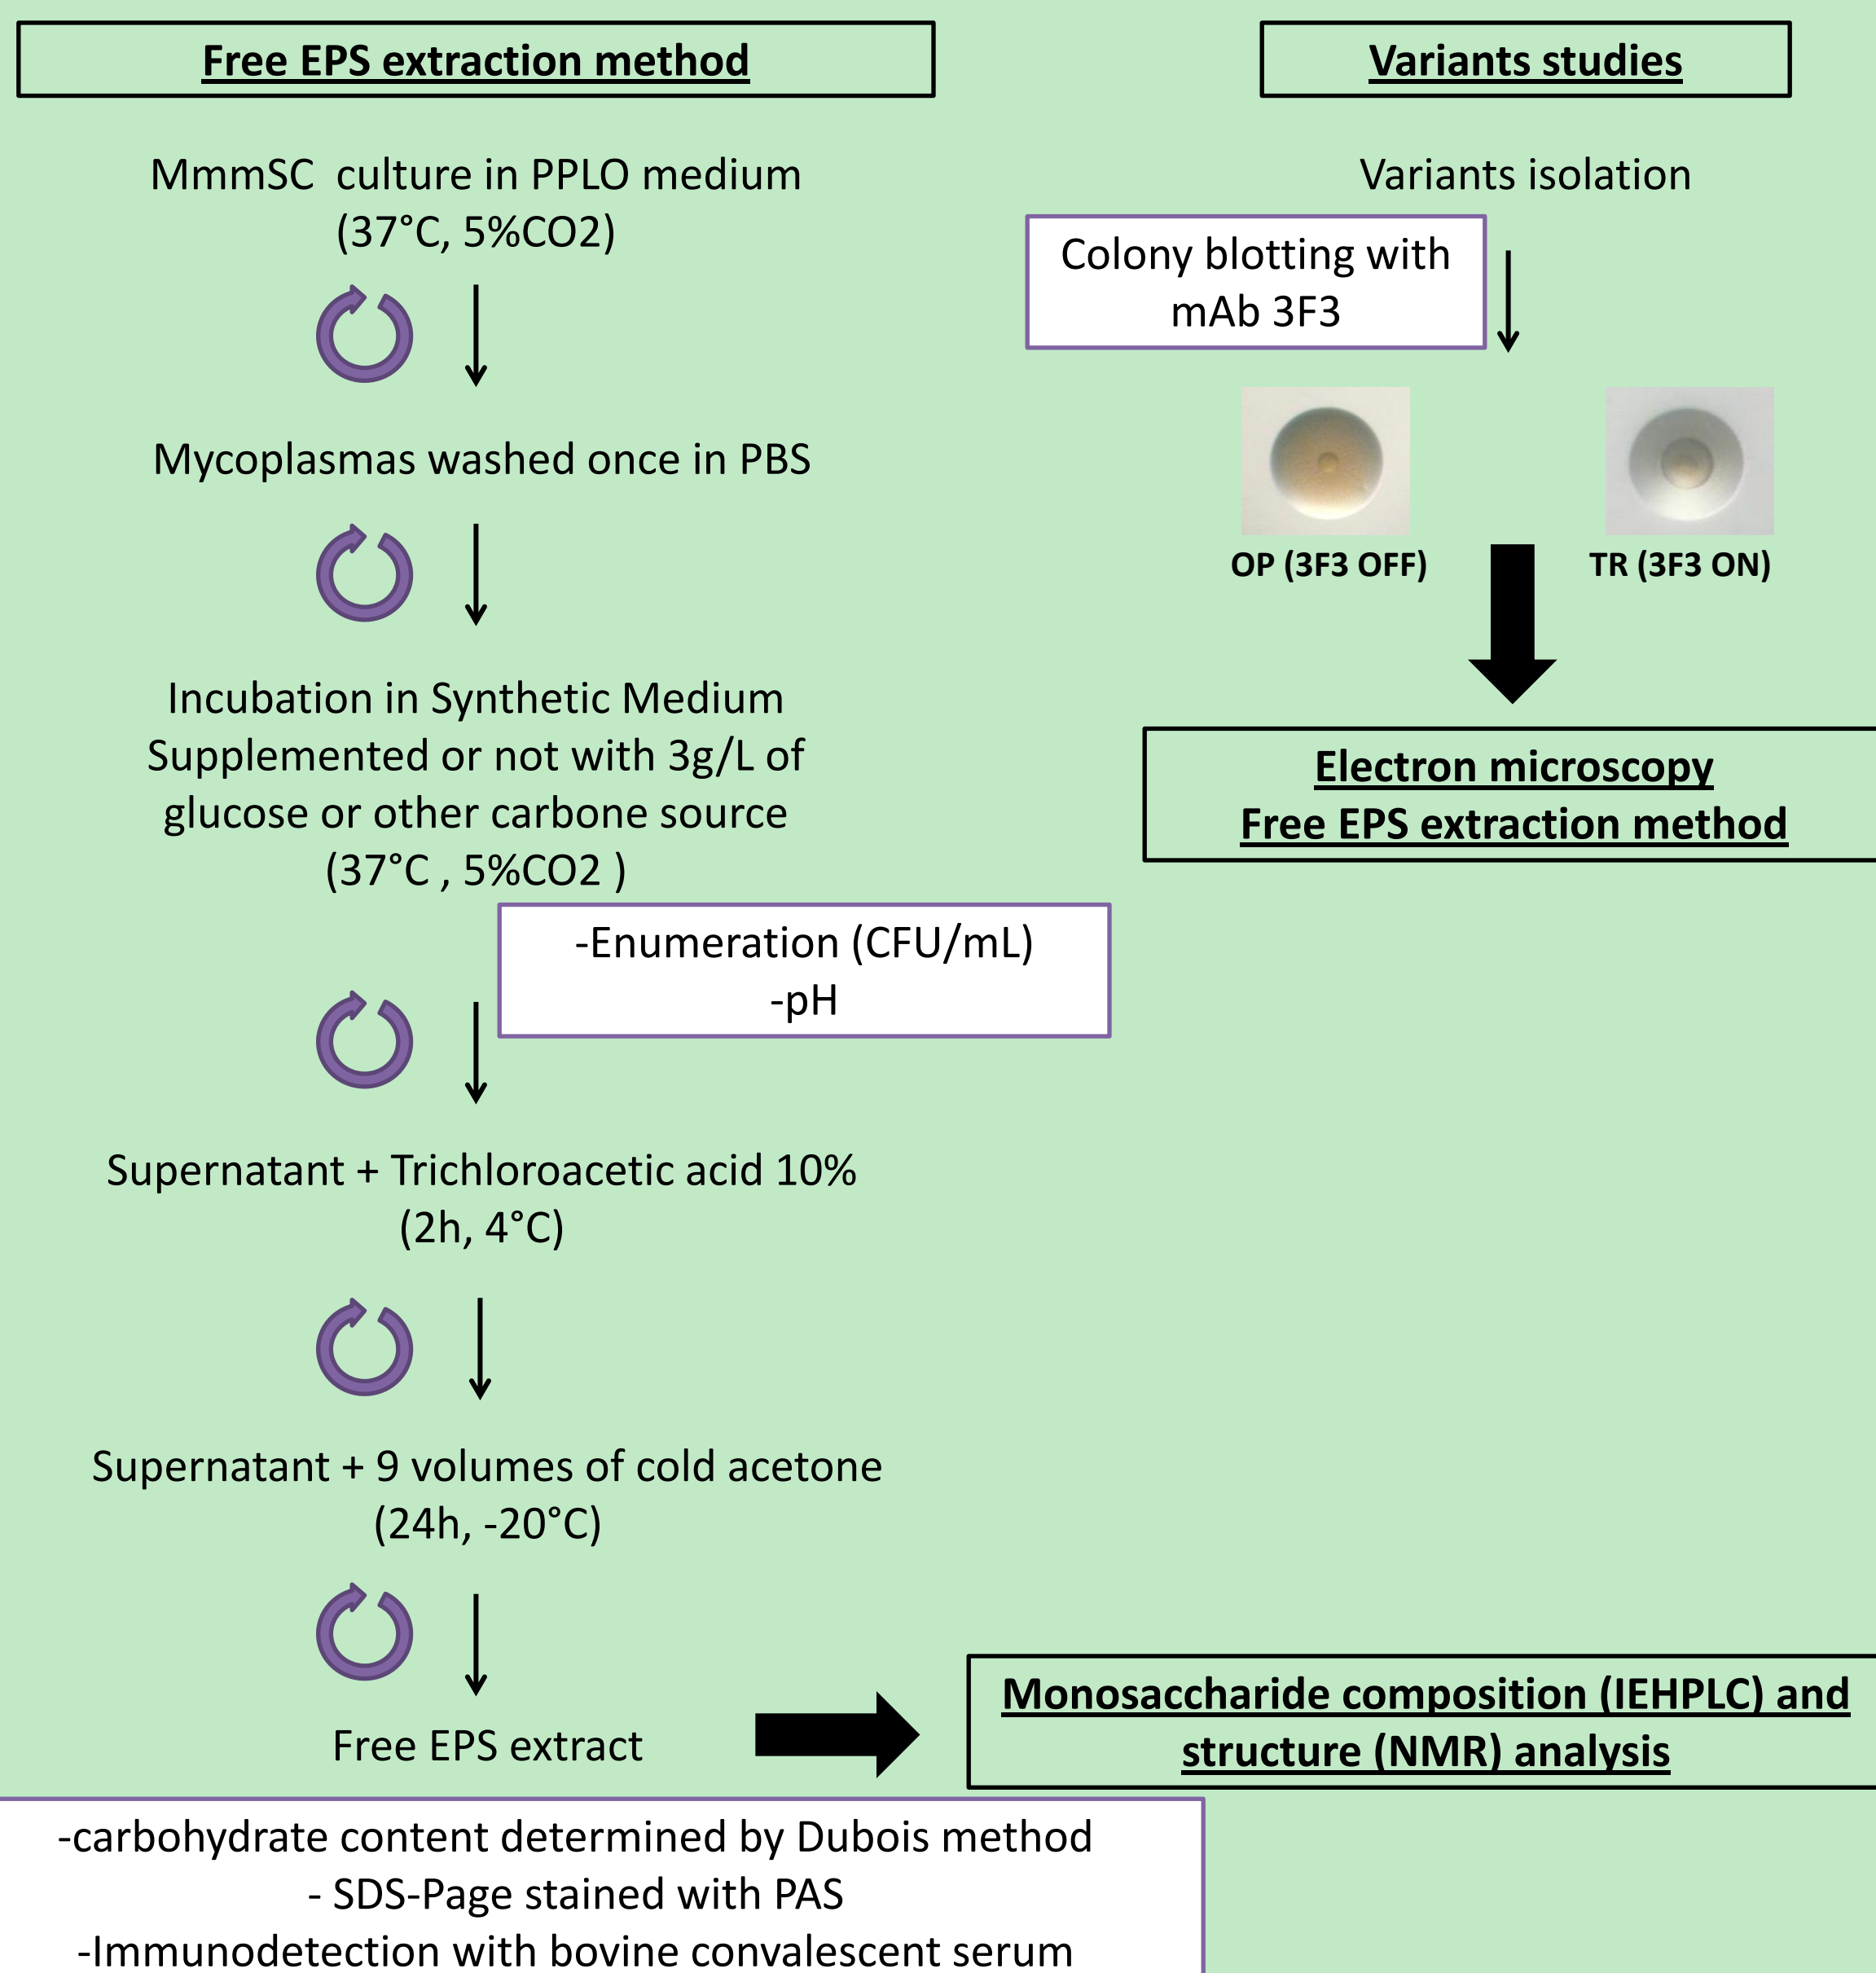 Free EPS extraction method
MmmSC culture in PPLO medium
(37°C, 5%CO2)
Mycoplasmas washed once in PBS
Incubation in Synthetic Medium
Supplemented or not with 3g/L of
glucose or other carbone source
(37°C , 5%CO2 )
-Enumeration (CFU/mL)
-pH
Supernatant + Trichloroacetic acid 10%
(2h, 4°C)
Supernatant + 9 volumes of cold acetone
(24h, -20°C)
Free EPS extract
-carbohydrate content determined by Dubois method
- SDS-Page stained with PAS
-Immunodetection with bovine convalescent serum
Variants studies
Variants isolation
Colony blotting with
mAb 3F3
OP (3F3 OFF)
TR (3F3 ON)
Electron microscopy
Free EPS extraction method
Monosaccharide composition (IEHPLC) and
structure (NMR) analysis